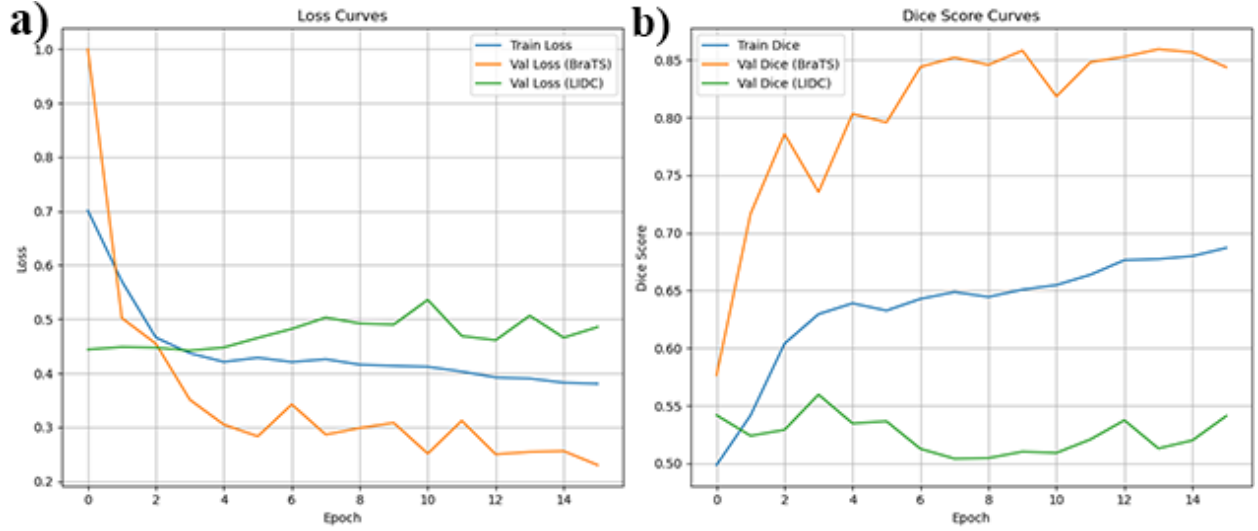 a)
Loss Curves
Train Loss
Val Loss (BraTS)
Val Loss (LIDC)
1.0
0.9
0.8
0.7
0.6
0.5
0.4
0.3
0.2
Loss
0 2 4 6 8 10 12 14
Epoch
b)
Dice Score Curves
Train Dice
Val Dice (BraTS)
Val Dice (LIDC)
0.85
0.80
0.75
0.70
0.65
0.60
0.55
0.50
Dice Score
0 2 4 6 8 10 12 14
Epoch